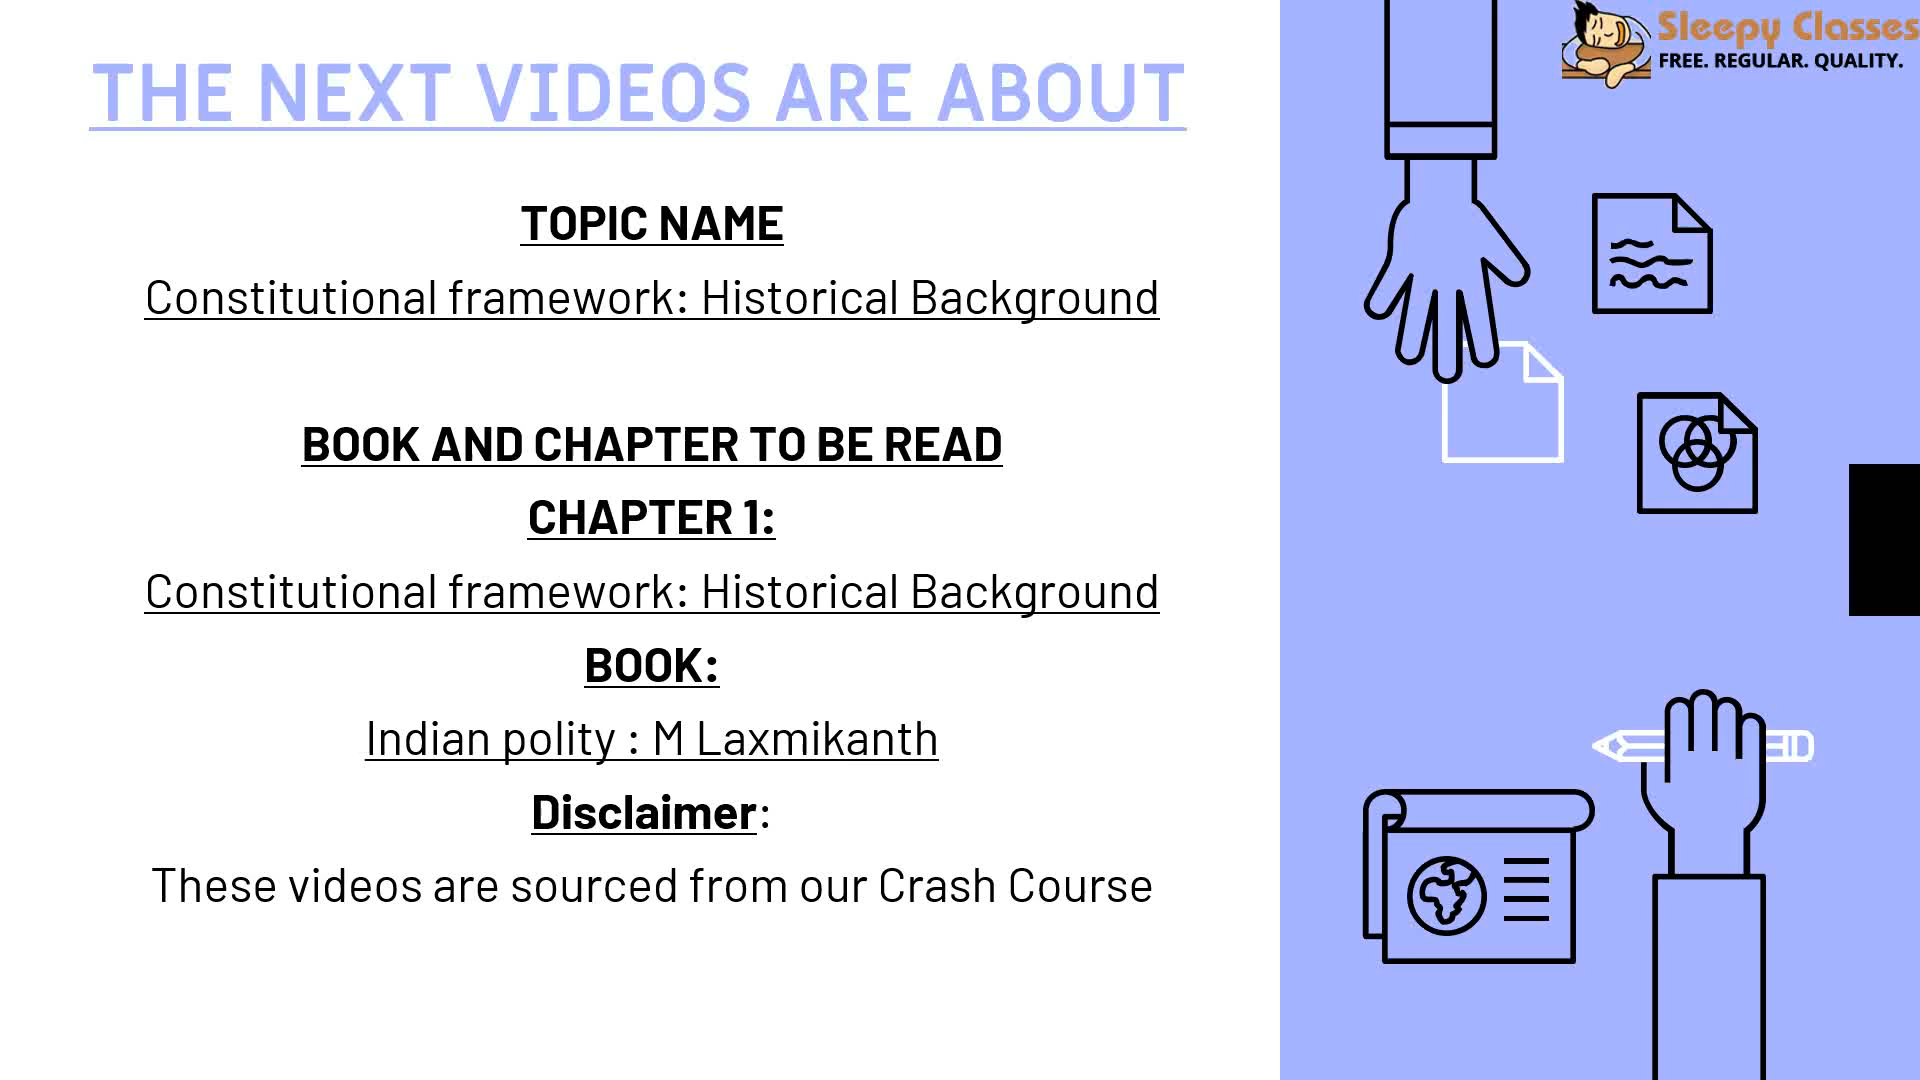 Sleepy Classes
FREE. REGULAR. QUALITY.
THE NEXT VIDEOS ARE ABOUT
TOPIC NAME
Constitutional framework: Historical Background
BOOK AND CHAPTER TO BE READ
CHAPTER 1:
Constitutional framework: Historical Background
BOOK:
Indian polity : M Laxmikanth
Disclaimer:
These videos are sourced from our Crash Course